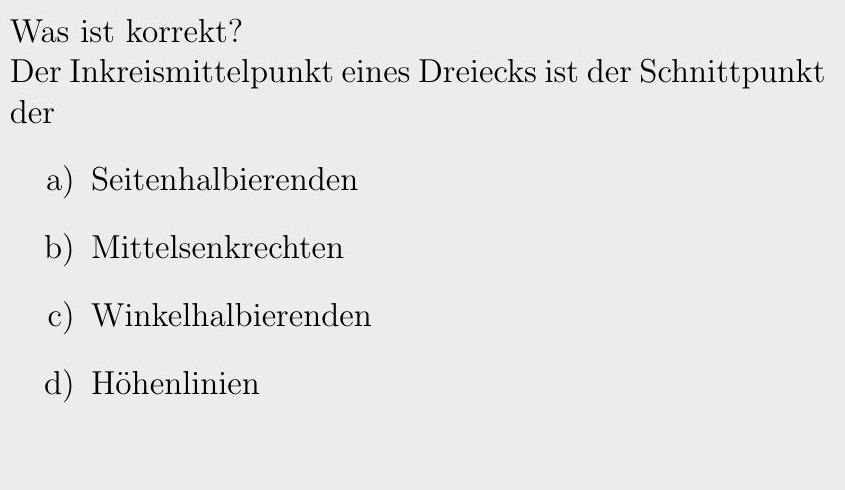 Was ist korrekt?
Der Inkreismittelpunkt eines Dreiecks ist der Schnittpunkt
der
a) Seitenhalbierenden
b) Mittelsenkrechten
c) Winkelhalbierenden
d) Höhenlinien